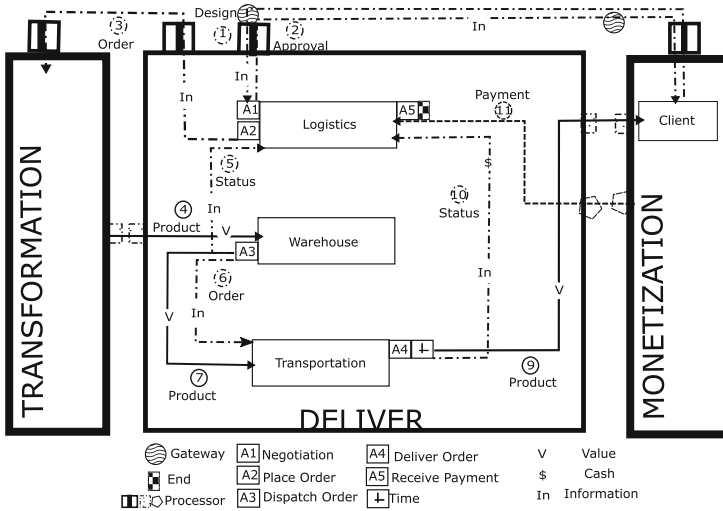 Design
1
2
Approval
3
Order
In
In
In
A1
A2
Logistics
A5
Payment
11
Client
5
Status
$
10
Status
In
4
Product
V
Warehouse
A3
6
Order
In
In
V
V
Transportation
A4
7
Product
9
Product
TRANSFORMATION
DELIVER
MONETIZATION
Gateway
A1 Negotiation
A4 Deliver Order
V Value
End
A2 Place Order
A5 Receive Payment
$ Cash
Processor
A3 Dispatch Order
Time
In Information